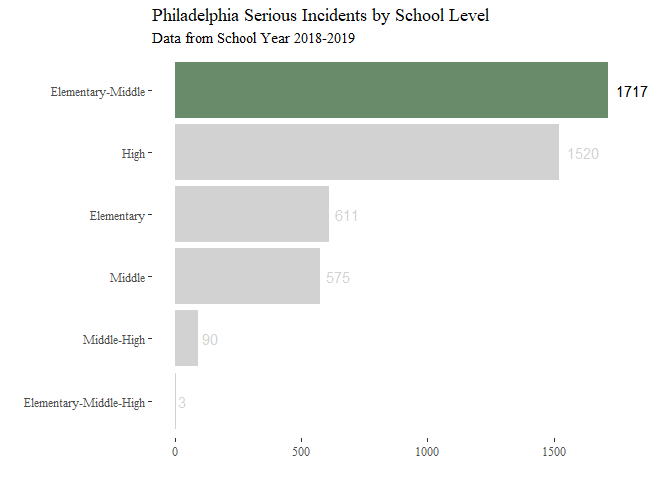 Philadelphia Serious Incidents by School Level
Data from School Year 2018-2019
Elementary-Middle
1717
High
1520
Elementary
611
Middle
575
Middle-High
90
Elementary-Middle-High
3
0 500 1000 1500